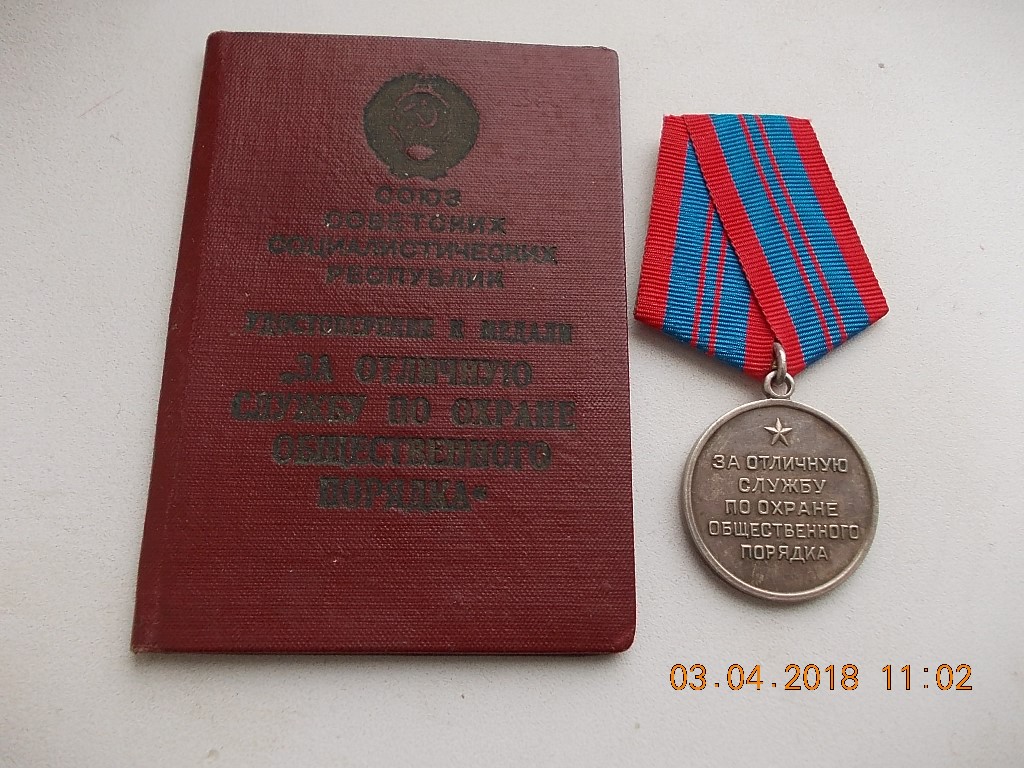 СОЮЗ
СОВЕТСКИХ
СОЦИАЛИСТИЧЕСКИХ
РЕСПУБЛИК
УДОСТОВЕРЕНИЕ К МЕДАЛИ
„ЗА ОТЛИЧНУЮ
СЛУЖБУ ПО ОХРАНЕ
ОБЩЕСТВЕННОГО
ПОРЯДКА“
ЗА ОТЛИЧНУЮ
СЛУЖБУ
ПО ОХРАНЕ
ОБЩЕСТВЕННОГО
ПОРЯДКА
03.04.2018 11:02